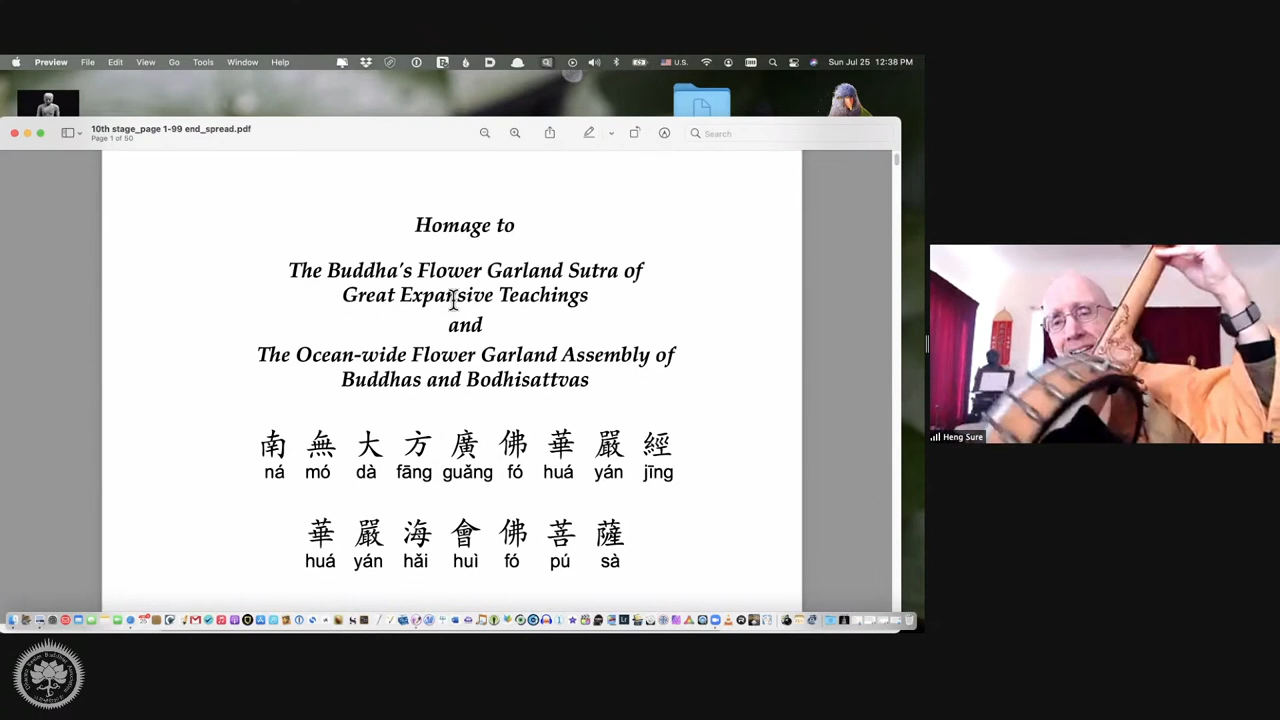 Preview File Edit View Go Tools Window Help U.S. Sun Jul 25 12:38 PM
10th stage_page 1-99 end_spread.pdf
Page 1 of 50
Search
Homage to
The Buddha's Flower Garland Sutra of
Great Expansive Teachings
and
The Ocean-wide Flower Garland Assembly of
Buddhas and Bodhisattvas
南 無 大 方 廣 佛 華 嚴 經
ná mó dà fāng guǎng fó huá yán jīng
華 嚴 海 會 佛 菩 薩
huá yán hǎi huì fó pú sà
Heng Sure